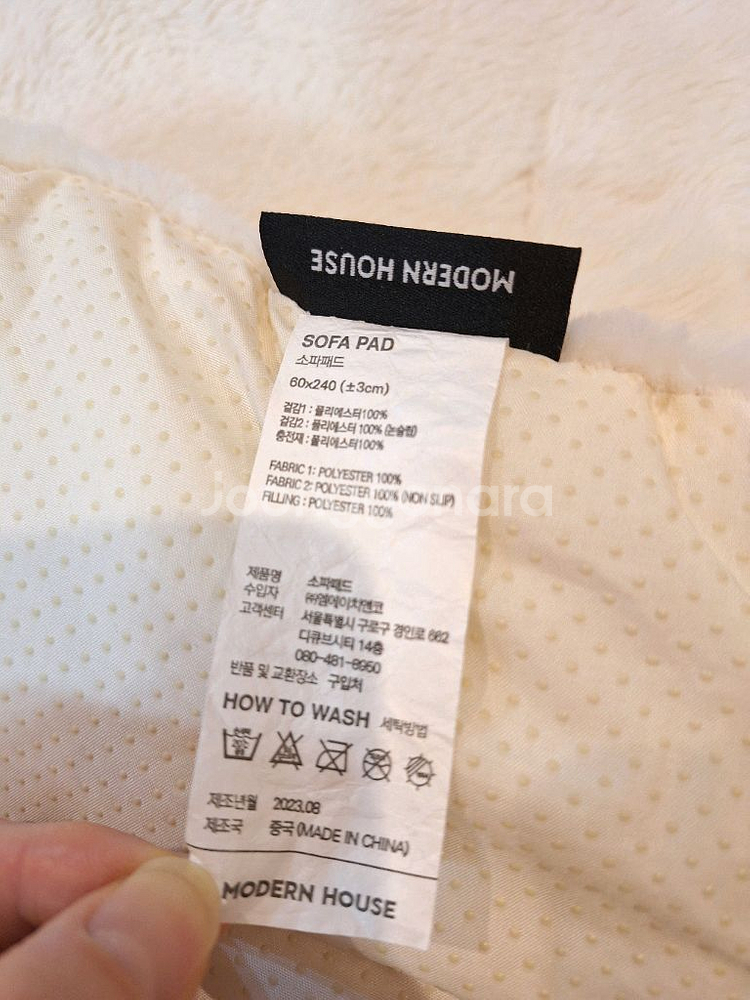 MODERN HOUSE
SOFA PAD
소파패드
60x240 (±3cm)
겉감1 : 폴리에스터100%
겉감2 : 폴리에스터 100% (논슬립)
충전재 : 폴리에스터100%
FABRIC 1: POLYESTER 100%
FABRIC 2: POLYESTER 100% (NON SLIP)
FILLING : POLYESTER 100%
제품명 소파패드
수입자 ㈜엠에이치앤코
고객센터 서울특별시 구로구 경인로 662
디큐브시티 14층
080-481-8950
반품 및 교환장소 구입처
HOW TO WASH 세탁방법
제조년월 2023.08
제조국 중국 (MADE IN CHINA)
MODERN HOUSE